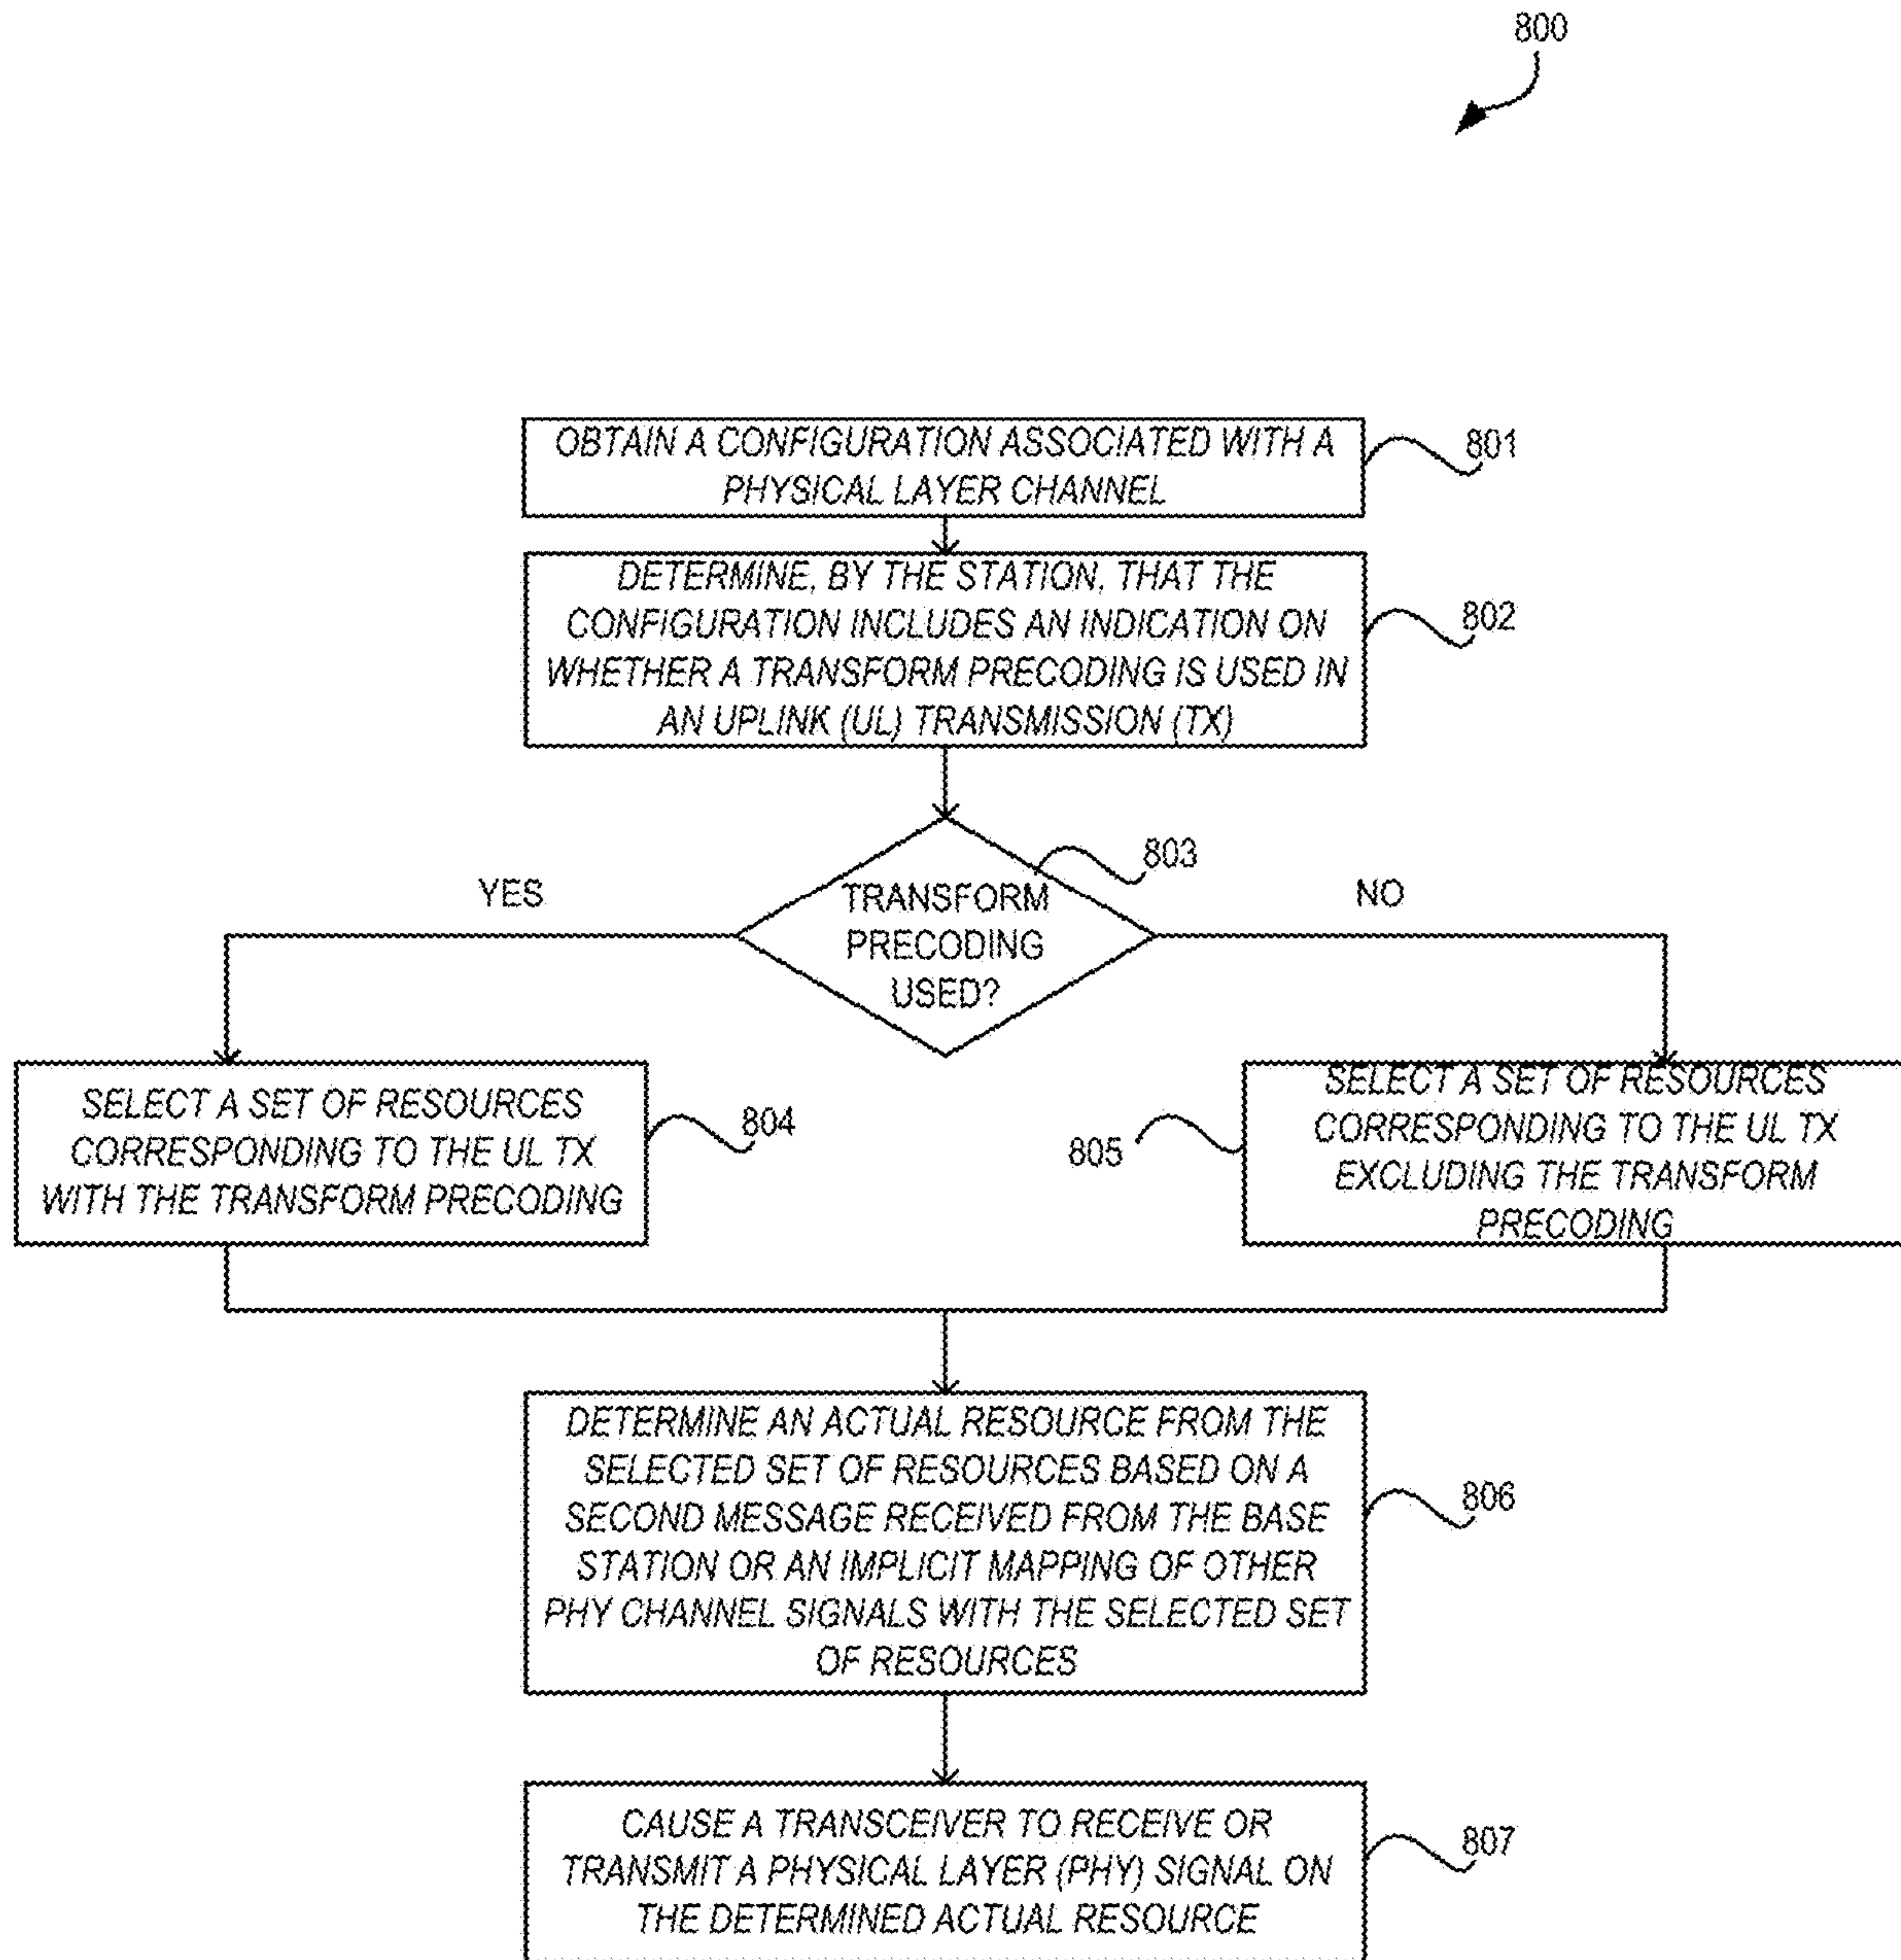 800
OBTAIN A CONFIGURATION ASSOCIATED WITH A
PHYSICAL LAYER CHANNEL
801
DETERMINE, BY THE STATION, THAT THE
CONFIGURATION INCLUDES AN INDICATION ON
WHETHER A TRANSFORM PRECODING IS USED IN
AN UPLINK (UL) TRANSMISSION (TX)
802
803
YES
TRANSFORM
PRECODING
USED?
NO
SELECT A SET OF RESOURCES
CORRESPONDING TO THE UL TX
WITH THE TRANSFORM PRECODING
804
805
SELECT A SET OF RESOURCES
CORRESPONDING TO THE UL TX
EXCLUDING THE TRANSFORM
PRECODING
DETERMINE AN ACTUAL RESOURCE FROM THE
SELECTED SET OF RESOURCES BASED ON A
SECOND MESSAGE RECEIVED FROM THE BASE
STATION OR AN IMPLICIT MAPPING OF OTHER
PHY CHANNEL SIGNALS WITH THE SELECTED SET
OF RESOURCES
806
CAUSE A TRANSCEIVER TO RECEIVE OR
TRANSMIT A PHYSICAL LAYER (PHY) SIGNAL ON
THE DETERMINED ACTUAL RESOURCE
807